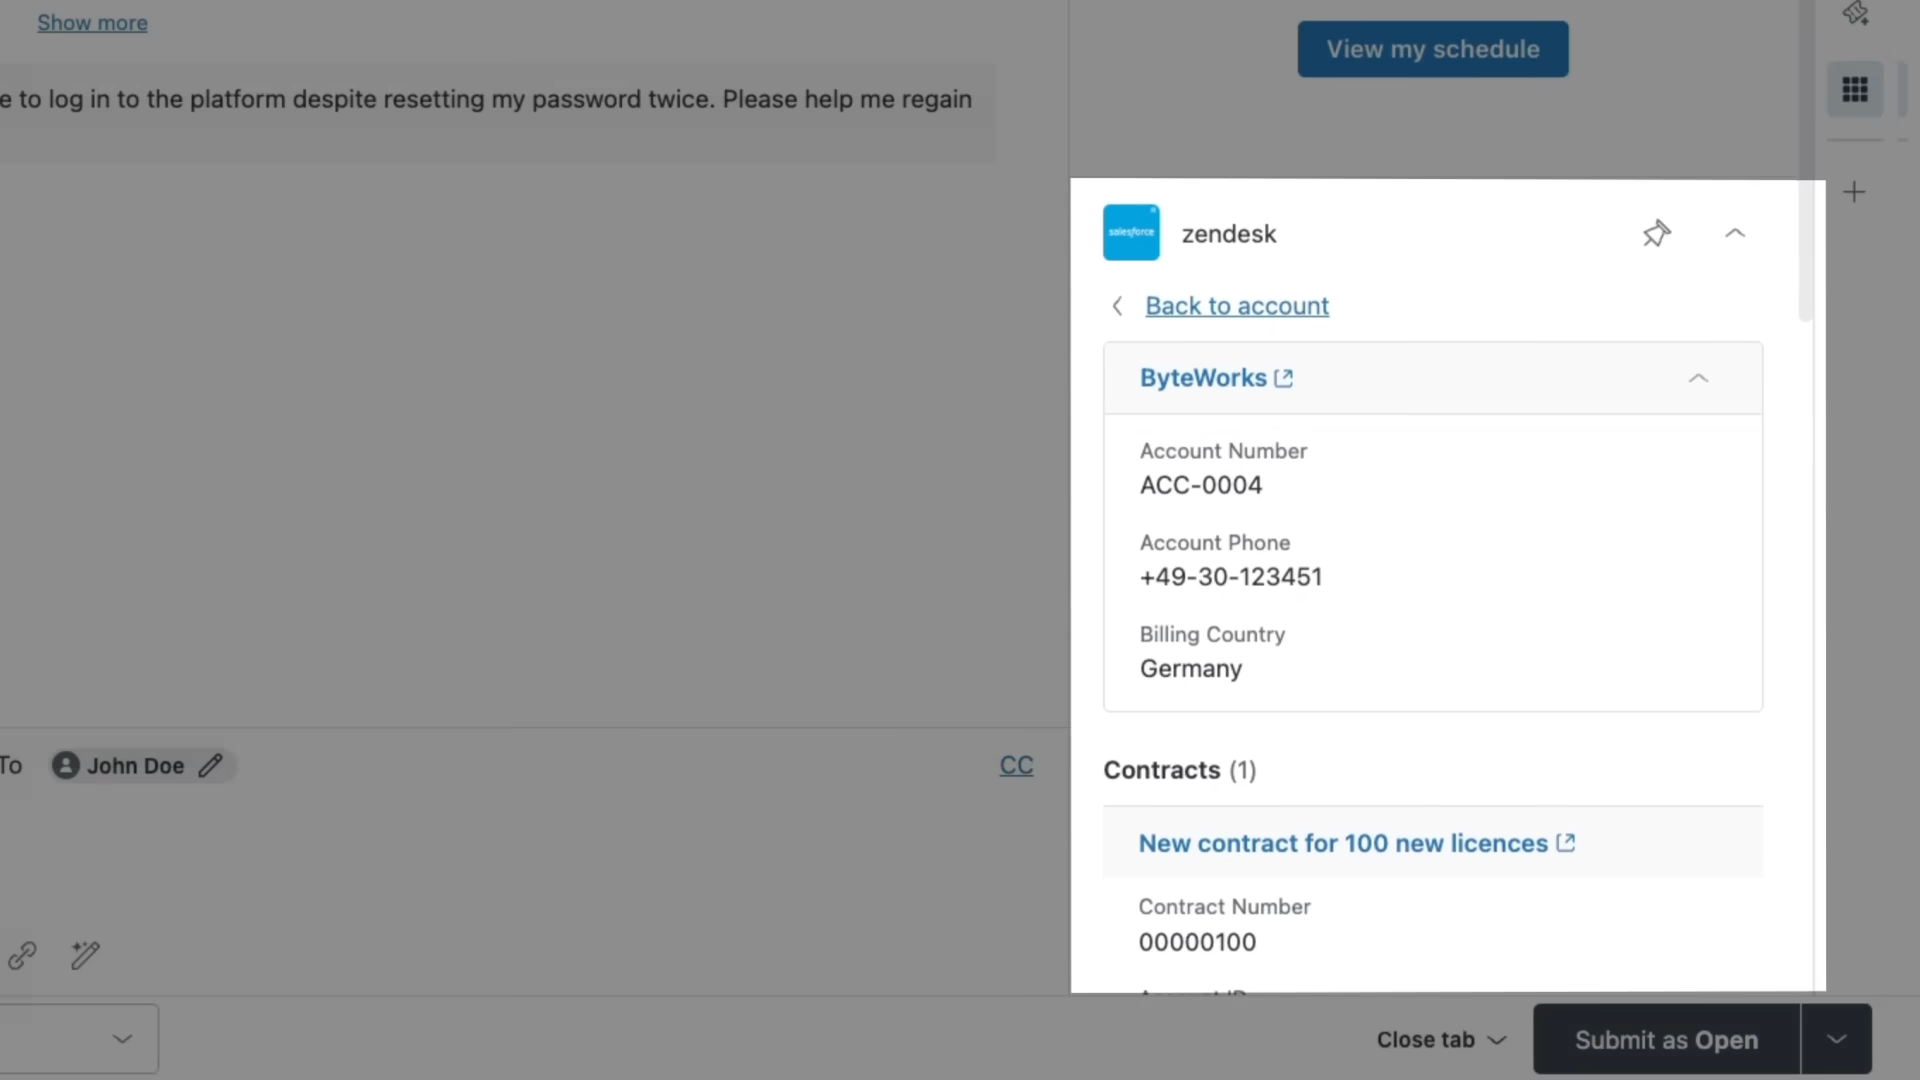 Show more
e to log in to the platform despite resetting my password twice. Please help me regain
To John Doe CC
View my schedule
salesforce
zendesk
Back to account
ByteWorks
Account Number
ACC-0004
Account Phone
+49-30-123451
Billing Country
Germany
Contracts (1)
New contract for 100 new licences
Contract Number
00000100
Close tab
Submit as Open